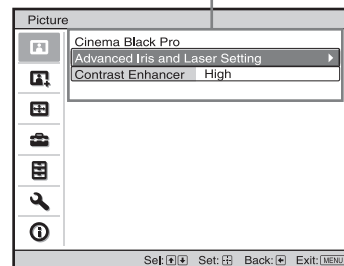 Picture
Cinema Black Pro
Advanced Iris and Laser Setting
Contrast Enhancer High
Sel: Set: Back: Exit: MENU